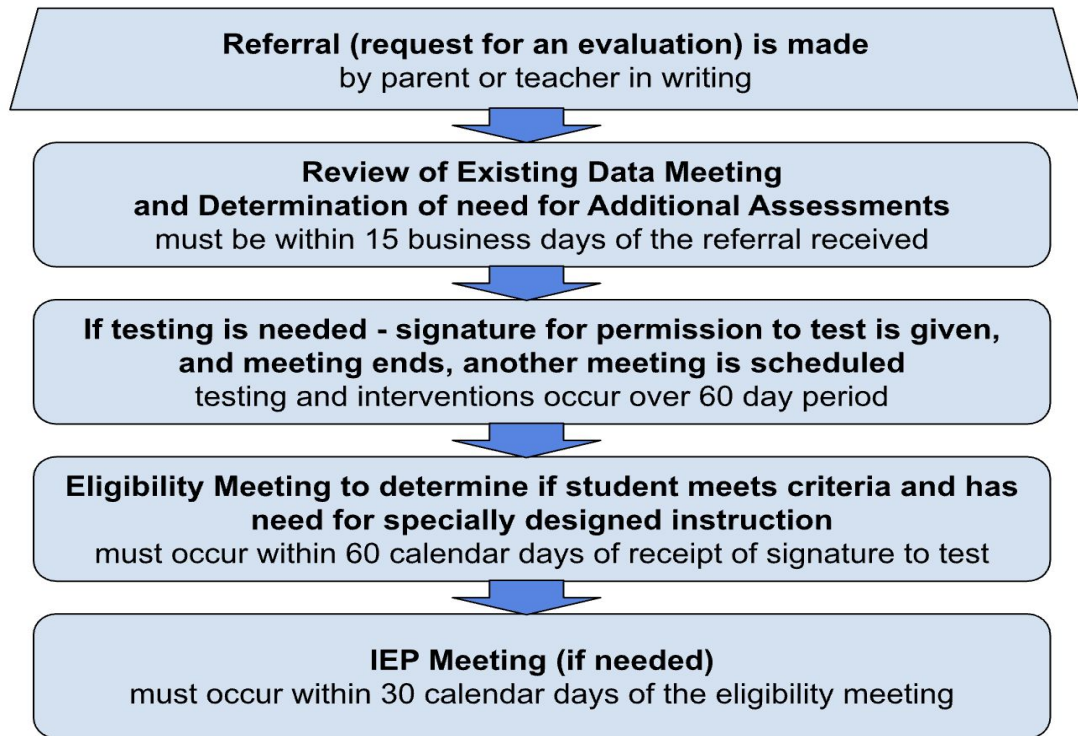 Referral (request for an evaluation) is made
by parent or teacher in writing
Review of Existing Data Meeting
and Determination of need for Additional Assessments
must be within 15 business days of the referral received
If testing is needed - signature for permission to test is given,
and meeting ends, another meeting is scheduled
testing and interventions occur over 60 day period
Eligibility Meeting to determine if student meets criteria and has
need for specially designed instruction
must occur within 60 calendar days of receipt of signature to test
IEP Meeting (if needed)
must occur within 30 calendar days of the eligibility meeting